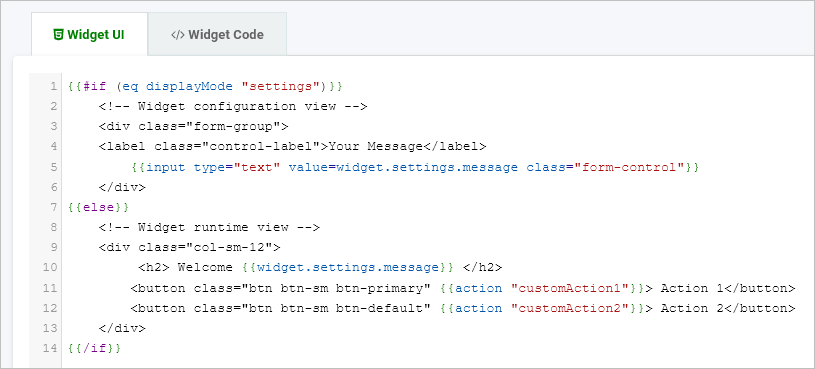 Widget UI
</> Widget Code
1 {{#if (eq displayMode "settings")}}
2 <!-- Widget configuration view -->
3 <div class="form-group">
4 <label class="control-label">Your Message</label>
5 {{input type="text" value=widget.settings.message class="form-control"}}
6 </div>
7 {{else}}
8 <!-- Widget runtime view -->
9 <div class="col-sm-12">
10 <h2> Welcome {{widget.settings.message}} </h2>
11 <button class="btn btn-sm btn-primary" {{action "customAction1"}}> Action 1</button>
12 <button class="btn btn-sm btn-default" {{action "customAction2"}}> Action 2</button>
13 </div>
14 {{/if}}